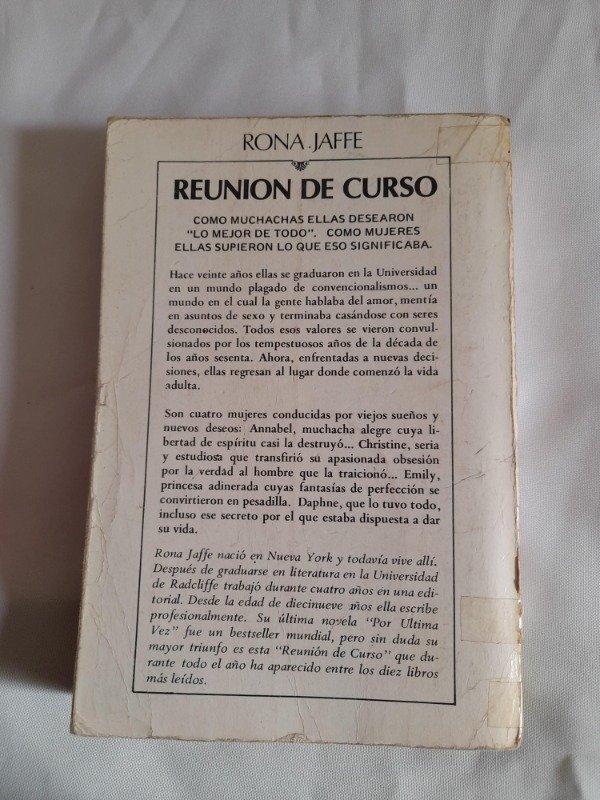 RONA JAFFE
REUNION DE CURSO
COMO MUCHACHAS ELLAS DESEARON
"LO MEJOR DE TODO". COMO MUJERES
ELLAS SUPIERON LO QUE ESO SIGNIFICABA.
Hace veinte años ellas se graduaron en la Universidad
en un mundo plagado de convencionalismos... un
mundo en el cual la gente hablaba del amor, mentía
en asuntos de sexo y terminaba casándose con seres
desconocidos. Todos esos valores se vieron convul-
sionados por los tempestuosos años de la década de
los años sesenta. Ahora, enfrentadas a nuevas deci-
siones, ellas regresan al lugar donde comenzó la vida
adulta.
Son cuatro mujeres conducidas por viejos sueños y
nuevos deseos: Annabel, muchacha alegre cuya li-
bertad de espíritu casi la destruyó... Christine, seria
y estudiosa que transfirió su apasionada obsesión
por la verdad al hombre que la traicionó... Emily,
princesa adinerada cuyas fantasías de perfección se
convirtieron en pesadilla. Daphne, que lo tuvo todo,
incluso ese secreto por el que estaba dispuesta a dar
su vida.
Rona Jaffe nació en Nueva York y todavía vive allí.
Después de graduarse en literatura en la Universidad
de Radcliffe trabajó durante cuatro años en una edi-
torial. Desde la edad de diecinueve años ella escribe
profesionalmente. Su última novela "Por Ultima
Vez" fue un bestseller mundial, pero sin duda su
mayor triunfo es esta "Reunión de Curso" que du-
rante todo el año ha aparecido entre los diez libros
más leídos.